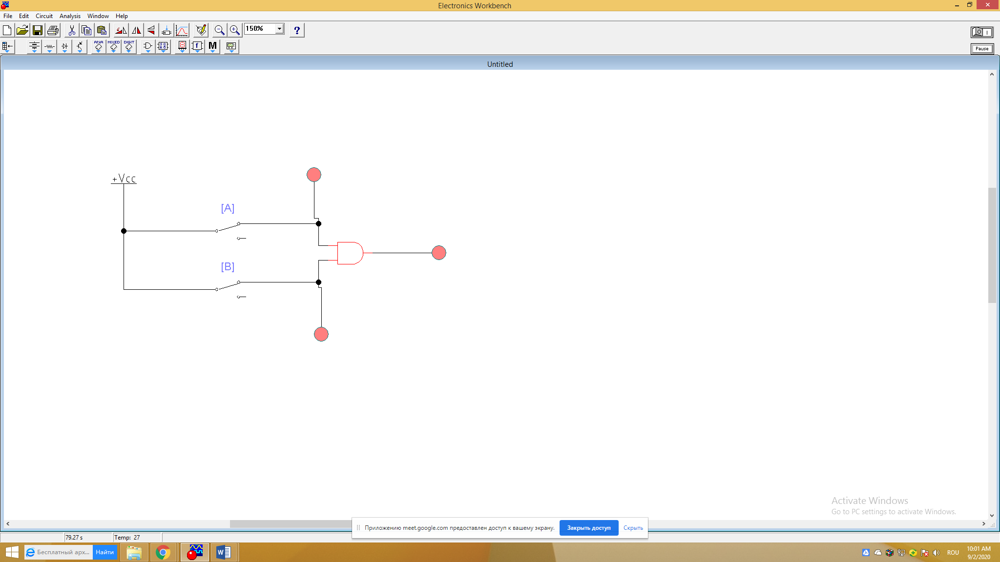 Electronics Workbench
File Edit Circuit Analysis Window Help
150%
?
ANA MIXED DIGIT
f M
Pause
Untitled
+Vcc
[A]
[B]
Activate Windows
Go to PC settings to activate Windows.
Приложению meet.google.com предоставлен доступ к вашему экрану. Закрыть доступ Скрыть
79.27 s Temp: 27
Бесплатный арх... Найти
ROU
10:01 AM
9/2/2020